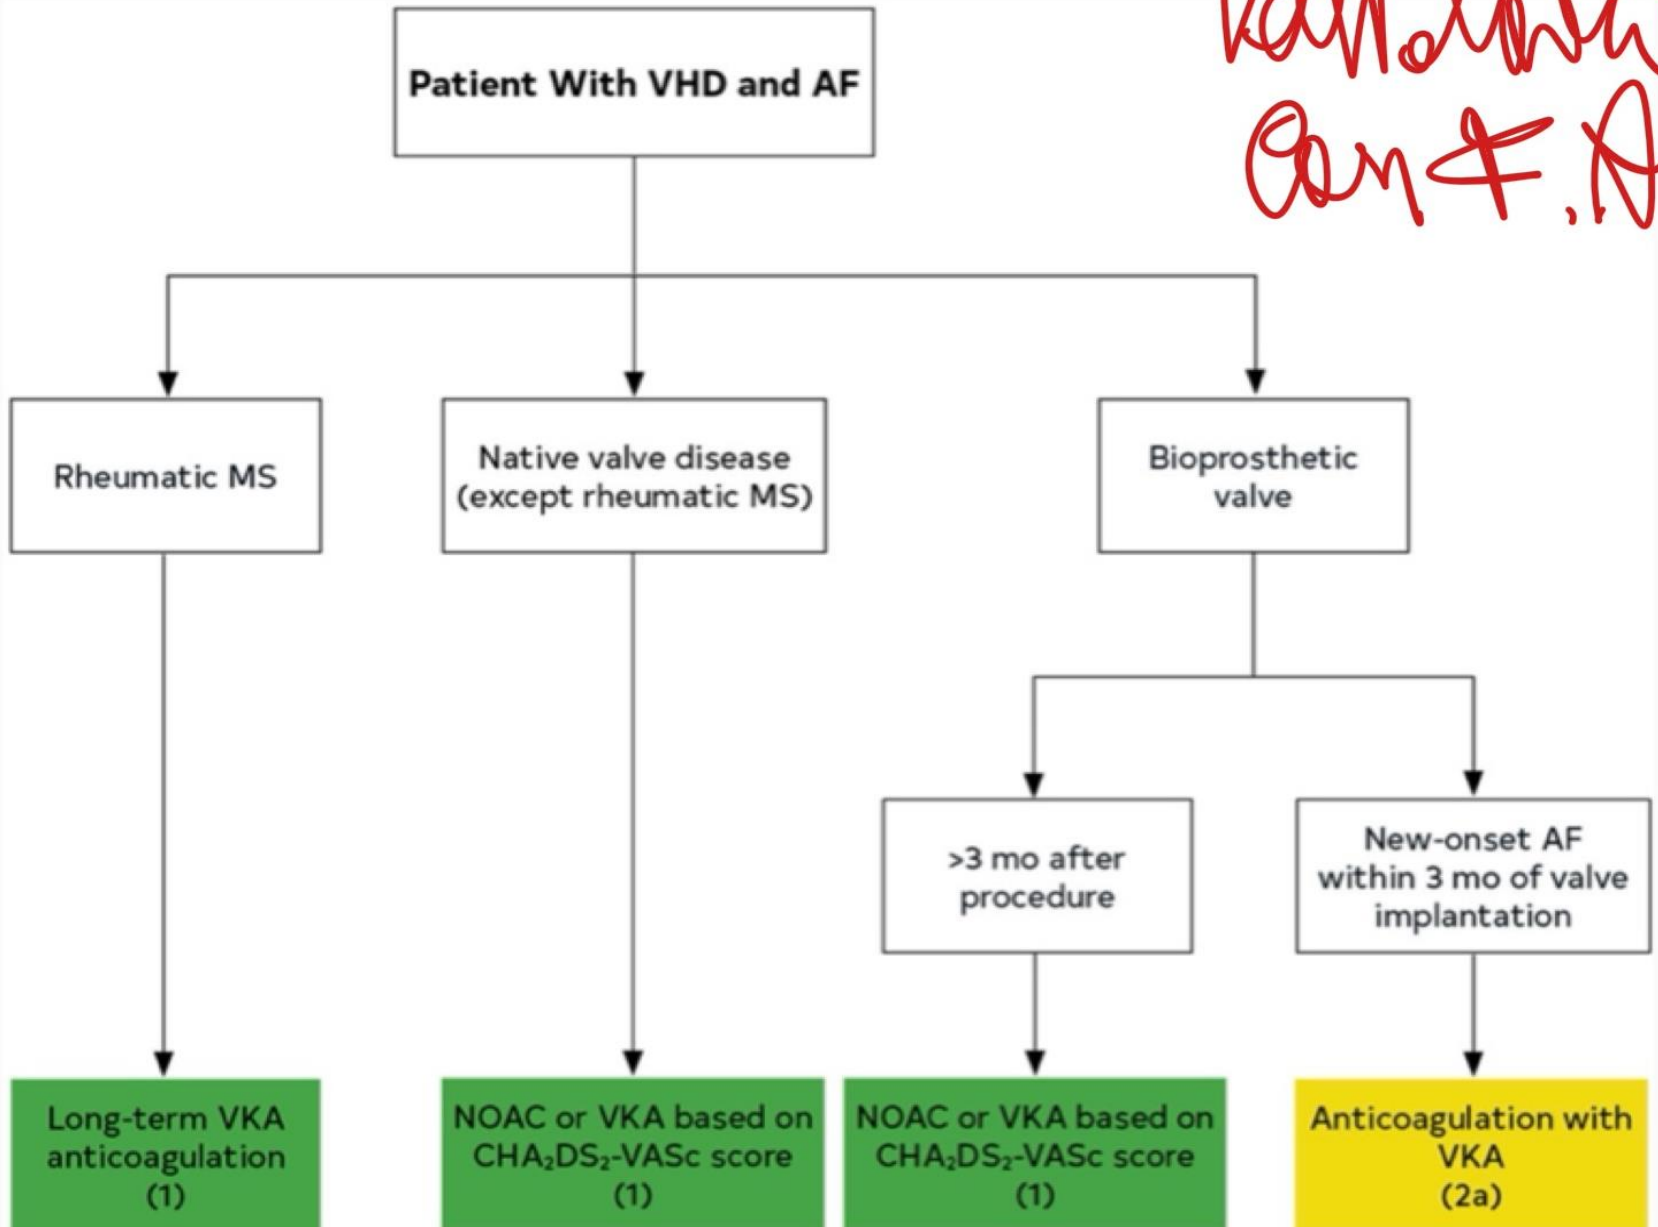 Patient With VHD and AF
Rheumatic MS
Native valve disease
(except rheumatic MS)
Bioprosthetic
valve
>3 mo after
procedure
New-onset AF
within 3 mo of valve
implantation
Long-term VKA
anticoagulation
(1)
NOAC or VKA based on
CHA₂DS₂-VASc score
(1)
NOAC or VKA based on
CHA₂DS₂-VASc score
(1)
Anticoagulation with
VKA
(2a)